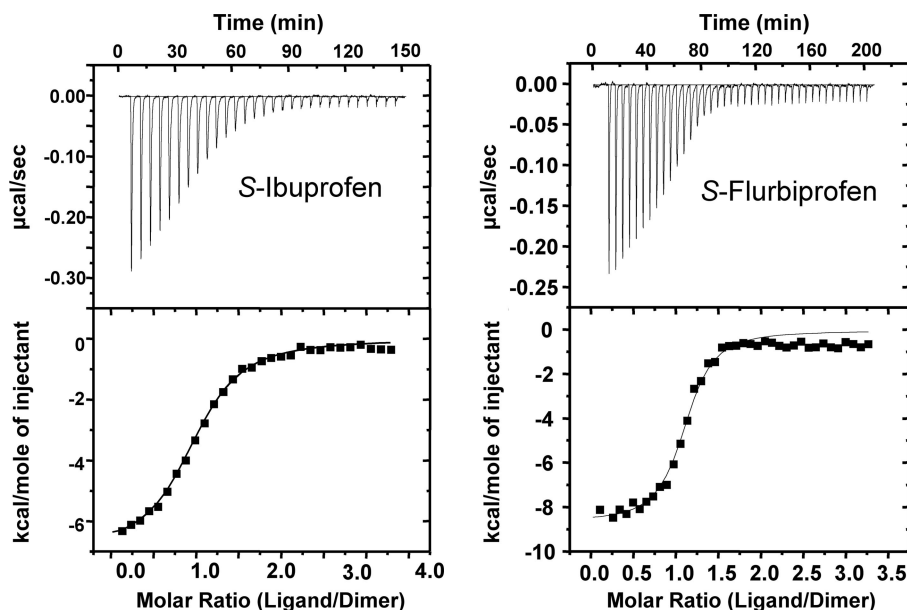 Time (min)
0 30 60 90 120 150
0.00
-0.10
-0.20
-0.30
µcal/sec
S-Ibuprofen
0
-2
-4
-6
kcal/mole of injectant
0.0 1.0 2.0 3.0 4.0
Molar Ratio (Ligand/Dimer)
Time (min)
0 40 80 120 160 200
0.00
-0.05
-0.10
-0.15
-0.20
-0.25
µcal/sec
S-Flurbiprofen
0
-2
-4
-6
-8
-10
kcal/mole of injectant
0.0 0.5 1.0 1.5 2.0 2.5 3.0 3.5
Molar Ratio (Ligand/Dimer)